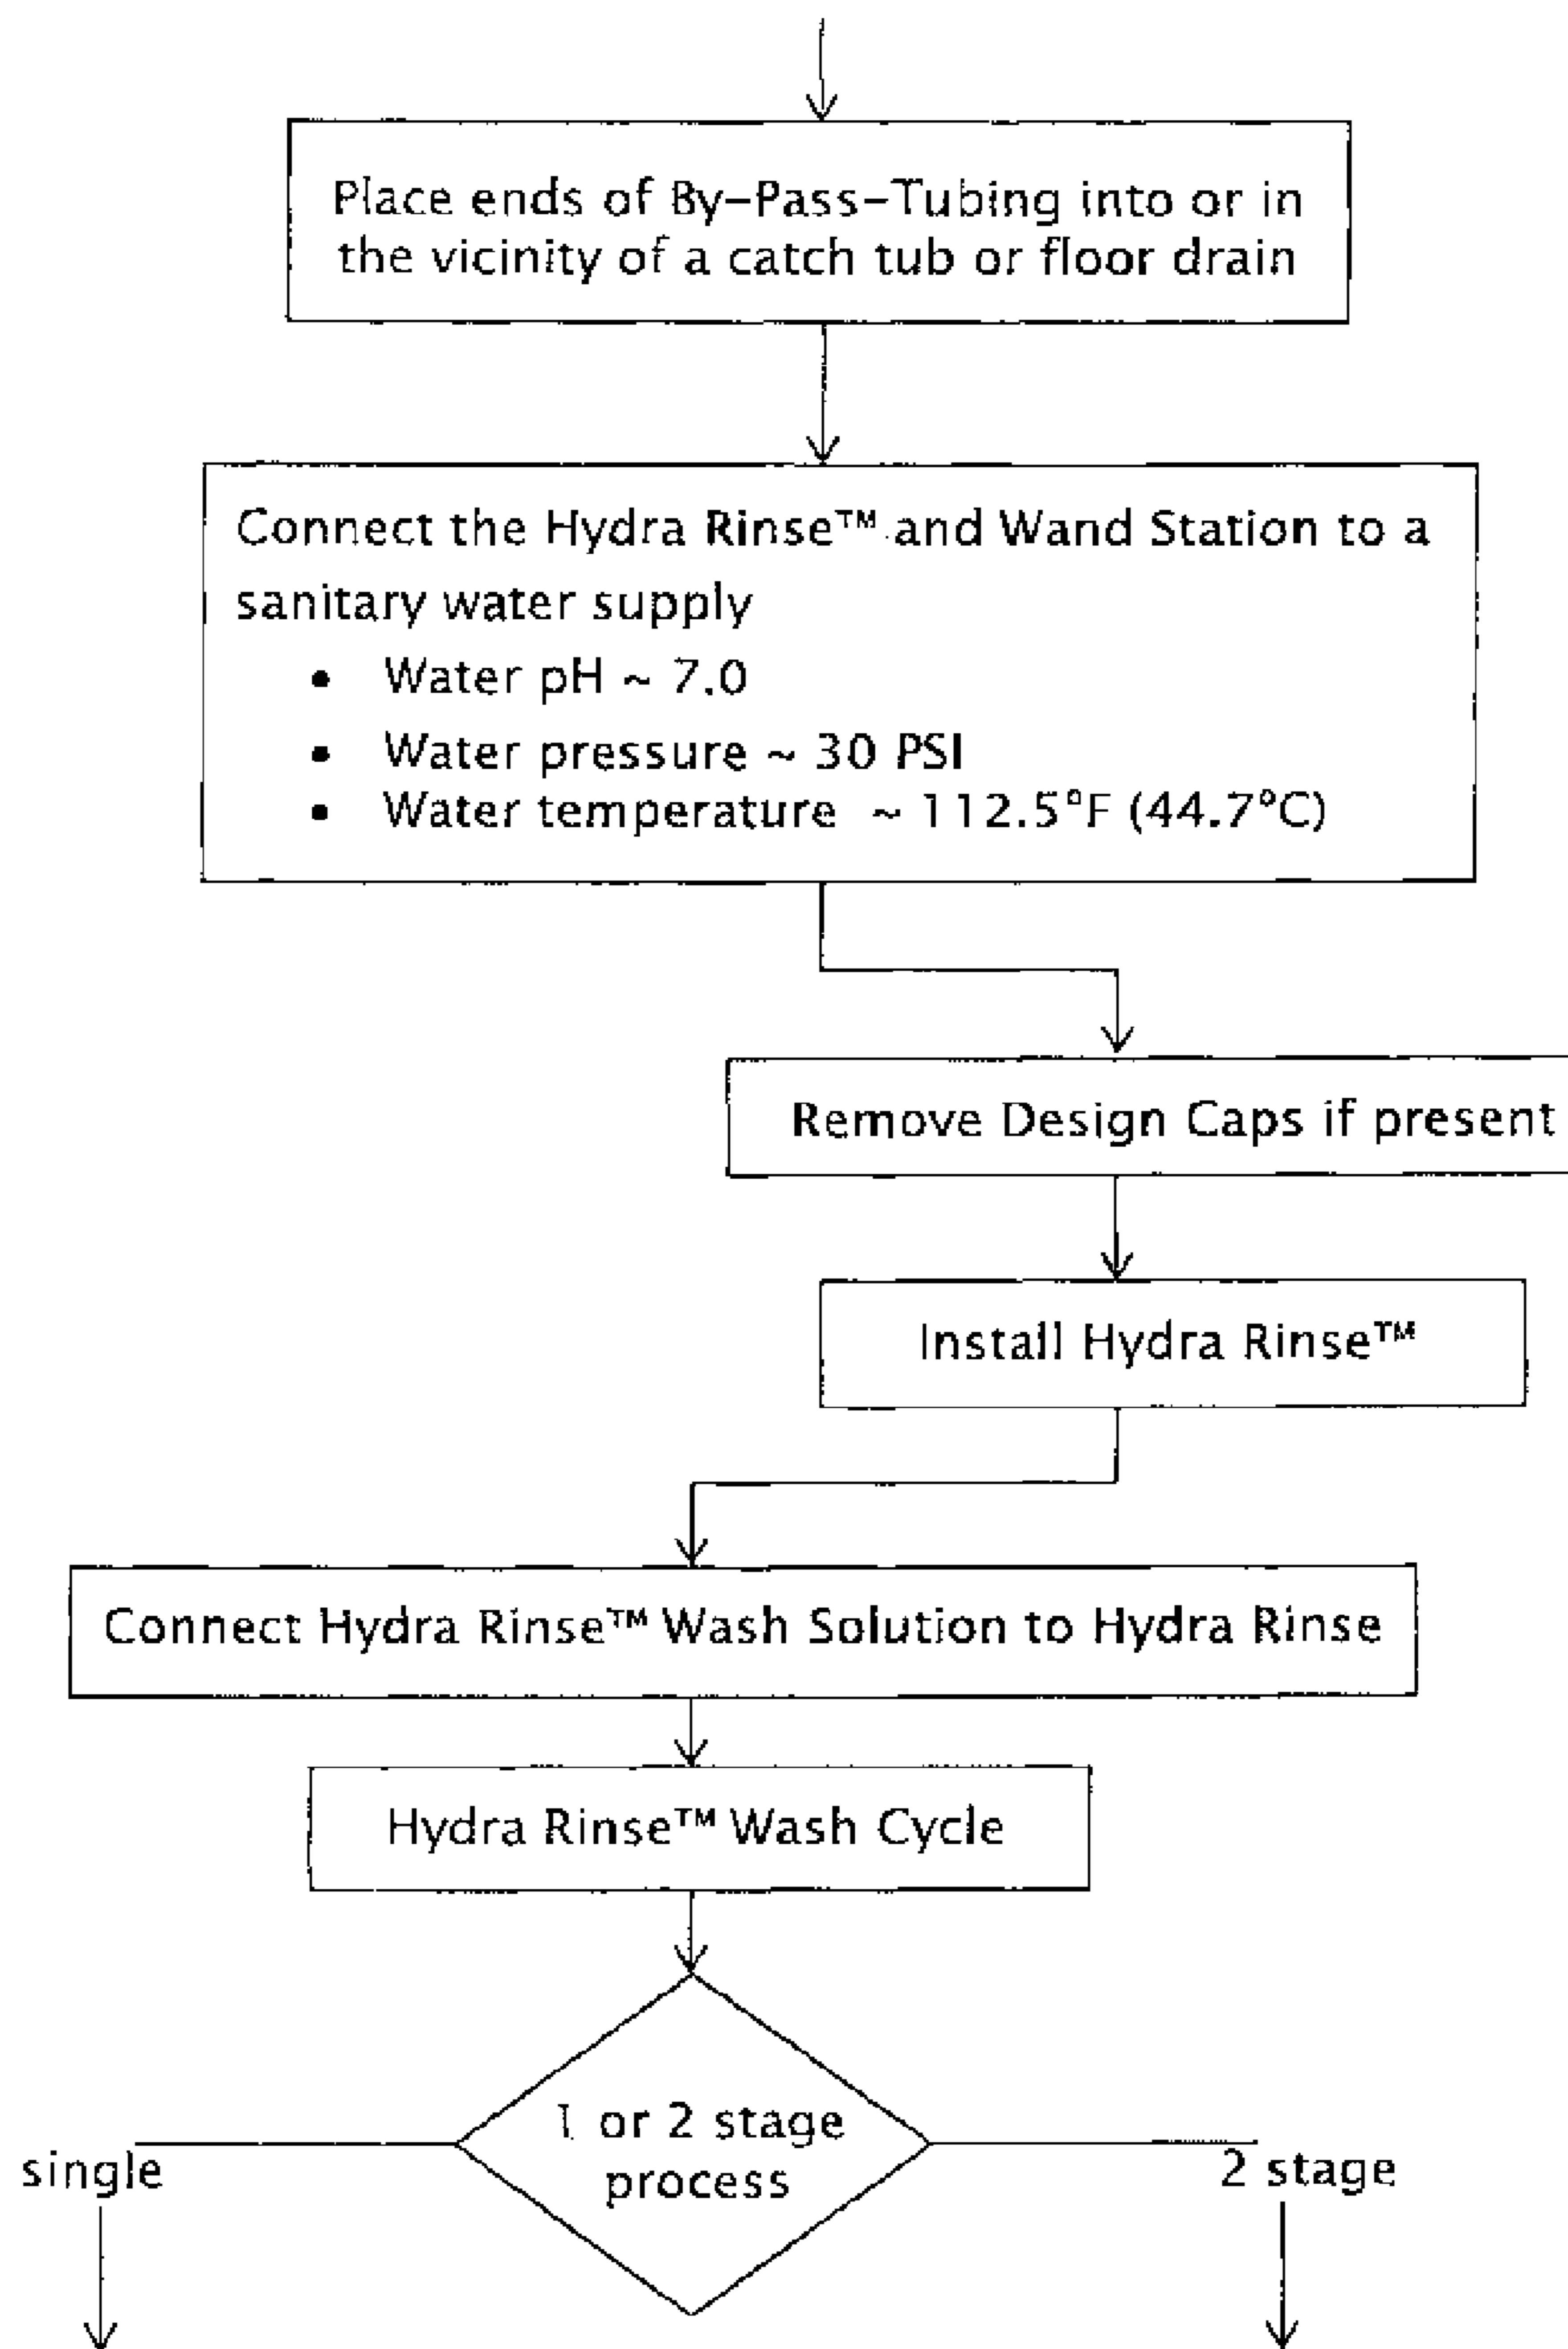 Place ends of By-Pass-Tubing into or in
the vicinity of a catch tub or floor drain
Connect the Hydra Rinse™ and Wand Station to a
sanitary water supply
• Water pH ~ 7.0
• Water pressure ~ 30 PSI
• Water temperature ~ 112.5°F (44.7°C)
Remove Design Caps if present
Install Hydra Rinse™
Connect Hydra Rinse™ Wash Solution to Hydra Rinse
Hydra Rinse™ Wash Cycle
1 or 2 stage
process
single
2 stage